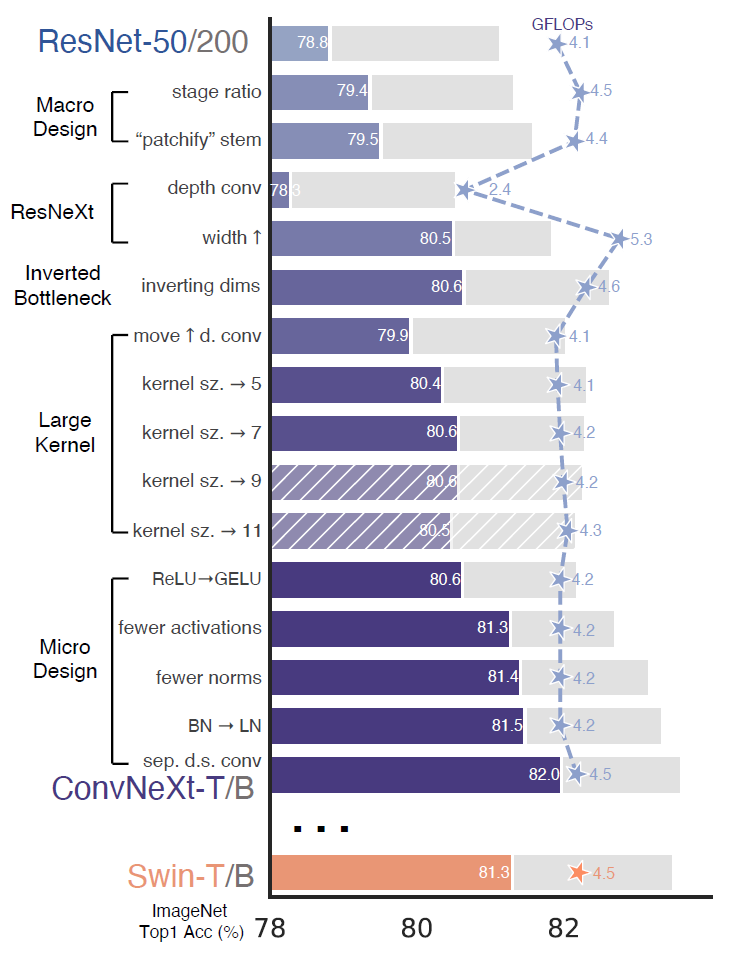 GFLOPs
ResNet-50/200 78.8 4.1
Macro Design
stage ratio 79.4 4.5
"patchify" stem 79.5 4.4
ResNeXt
depth conv 78.3 2.4
width ↑ 80.5 5.3
Inverted Bottleneck
inverting dims 80.6 4.6
Large Kernel
move ↑ d. conv 79.9 4.1
kernel sz. → 5 80.4 4.1
kernel sz. → 7 80.6 4.2
kernel sz. → 9 80.6 4.2
kernel sz. → 11 80.5 4.3
Micro Design
ReLU→GELU 80.6 4.2
fewer activations 81.3 4.2
fewer norms 81.4 4.2
BN → LN 81.5 4.2
sep. d.s. conv
ConvNeXt-T/B 82.0 4.5
...
Swin-T/B 81.3 4.5
ImageNet
Top1 Acc (%) 78 80 82